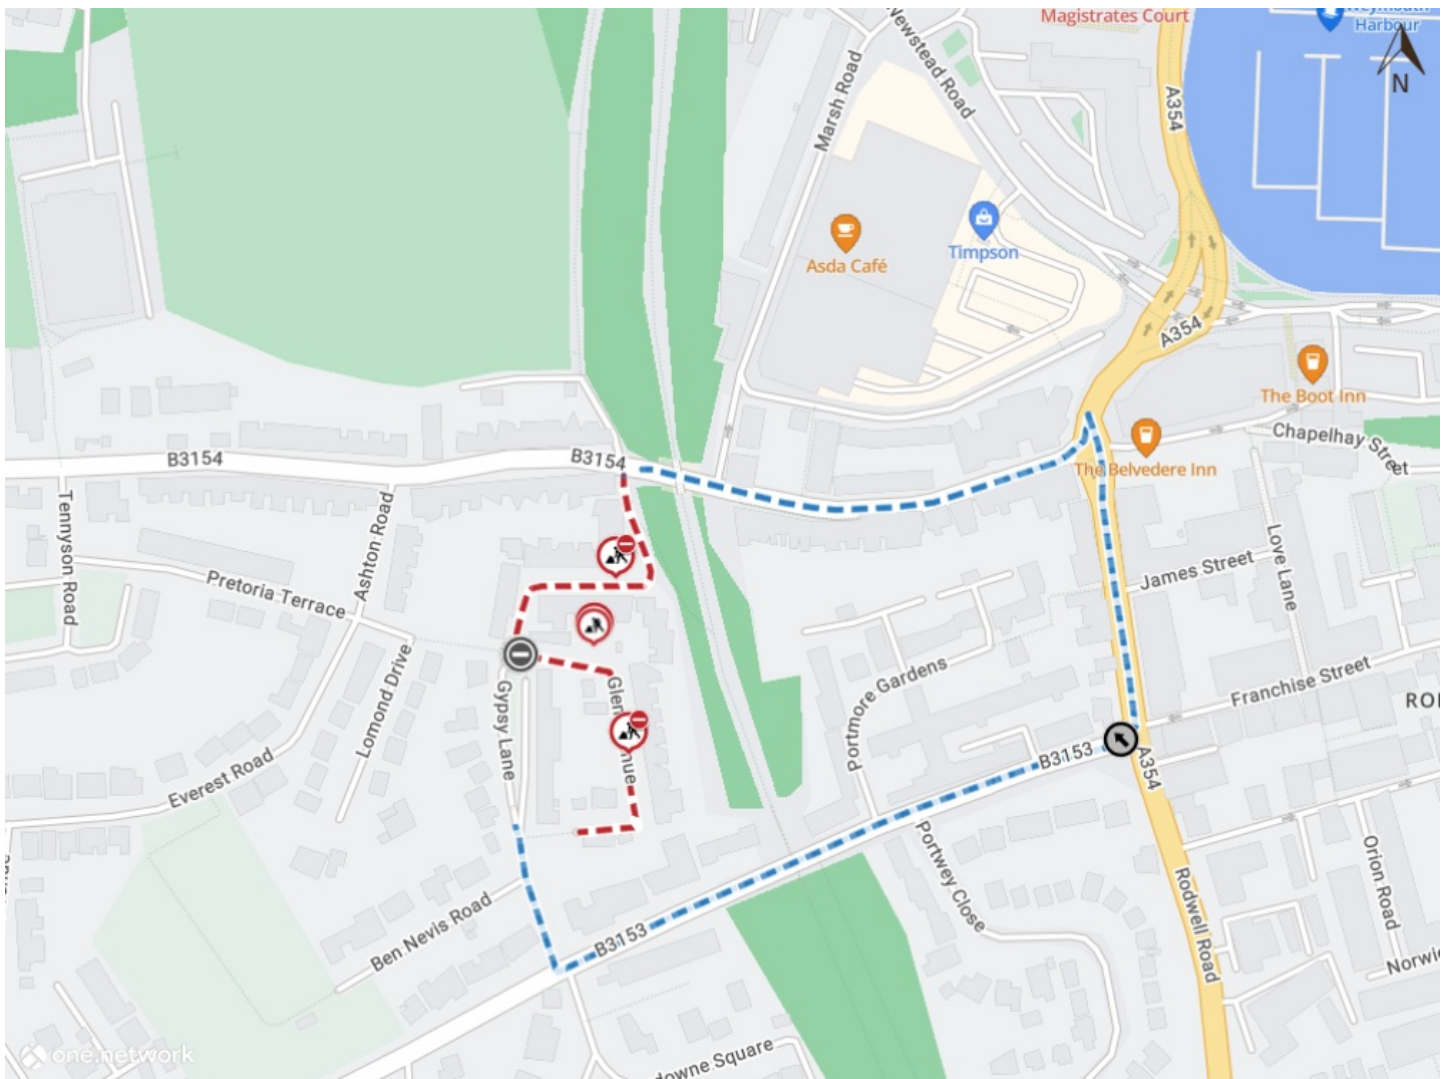 Magistrates Court
Weymouth
Harbour
N
Newstead Road
Marsh Road
A354
Timpson
Asda Café
A354
The Boot Inn
Chapelhay Street
The Belvedere Inn
B3154
B3154
Tennyson Road
Ashton Road
Pretoria Terrace
Lomond Drive
Gypsy Lane
Everest Road
Ben Nevis Road
James Street
Love Lane
Franchise Street
Portmore Gardens
B3153
A354
B3153
Portwey Close
Rodwell Road
Orion Road
one.network